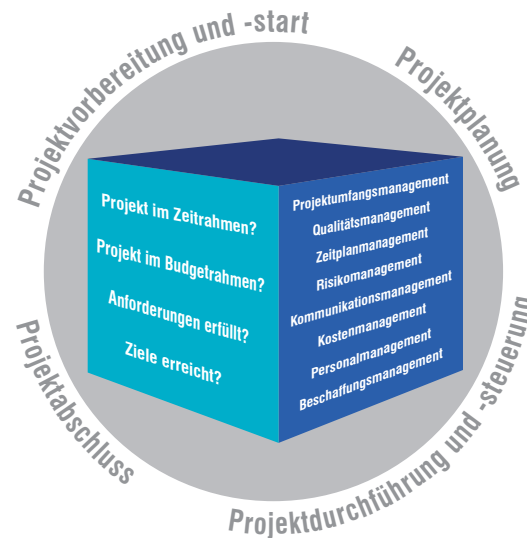 Projektvorbereitung und -start
Projektplanung
Projekt im Zeitrahmen?
Projekt im Budgetrahmen?
Anforderungen erfüllt?
Ziele erreicht?
Projektumfangsmanagement
Qualitätsmanagement
Zeitplanmanagement
Risikomanagement
Kommunikationsmanagement
Kostenmanagement
Personalmanagement
Beschaffungsmanagement
Projektdurchführung und -steuerung
Projektabschluss